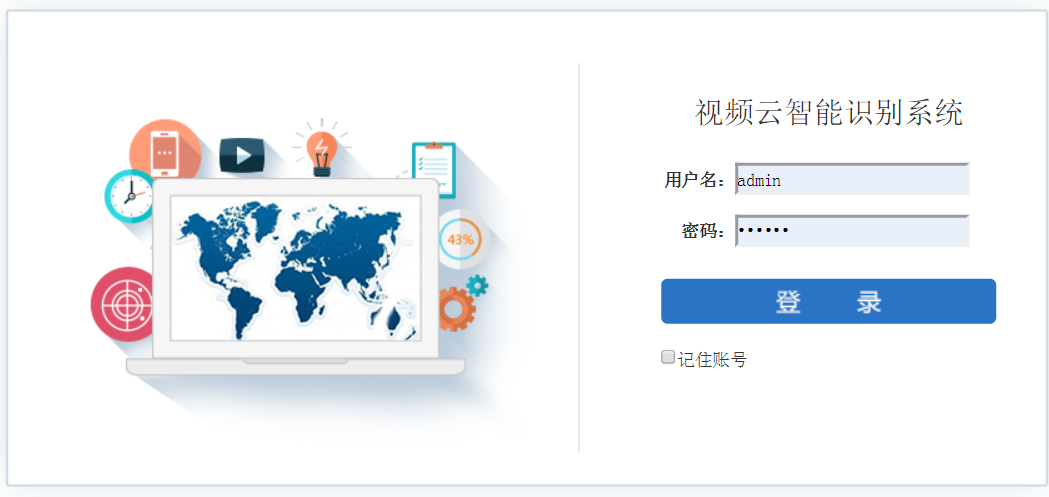 视频云智能识别系统
用户名： admin
密码： ••••••
登 录
记住账号
43%